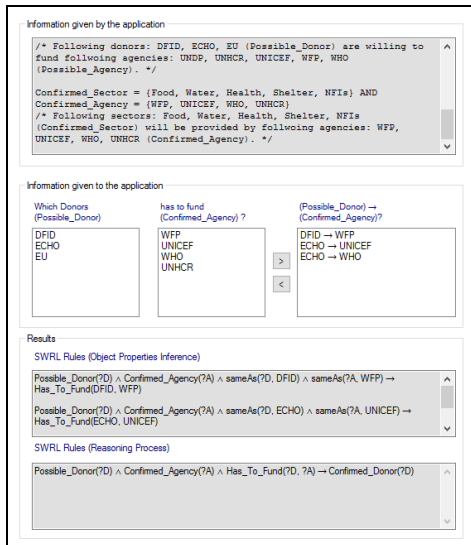 Information given by the application
/* Following donors: DFID, ECHO, EU (Possible_Donor) are willing to
fund follwoing agencies: UNDP, UNHCR, UNICEF, WFP, WHO
(Possible_Agency). */
Confirmed_Sector = {Food, Water, Health, Shelter, NFIs} AND
Confirmed_Agency = {WFP, UNICEF, WHO, UNHCR}
/* Following sectors: Food, Water, Health, Shelter, NFIs
(Confirmed_Sector) will be provided by follwoing agencies: WFP,
UNICEF, WHO, UNHCR (Confirmed_Agency). */
Information given to the application
Which Donors
(Possible_Donor)
DFID
ECHO
EU
has to fund
(Confirmed_Agency) ?
WFP
UNICEF
WHO
UNHCR
>
<
(Possible_Donor) →
(Confirmed_Agency)?
DFID → WFP
ECHO → UNICEF
ECHO → WHO
Results
SWRL Rules (Object Properties Inference)
Possible_Donor(?D) ∧ Confirmed_Agency(?A) ∧ sameAs(?D, DFID) ∧ sameAs(?A, WFP) →
Has_To_Fund(DFID, WFP)
Possible_Donor(?D) ∧ Confirmed_Agency(?A) ∧ sameAs(?D, ECHO) ∧ sameAs(?A, UNICEF) →
Has_To_Fund(ECHO, UNICEF)
SWRL Rules (Reasoning Process)
Possible_Donor(?D) ∧ Confirmed_Agency(?A) ∧ Has_To_Fund(?D, ?A) → Confirmed_Donor(?D)